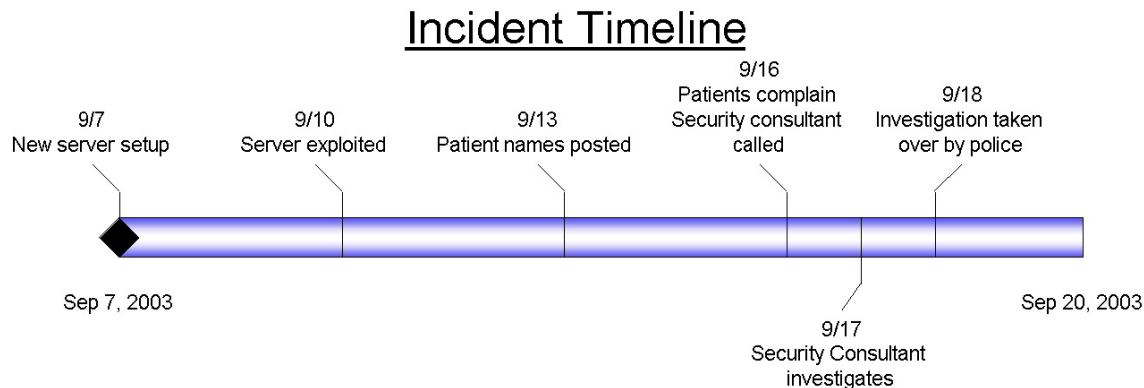 Incident Timeline
9/7
New server setup
9/10
Server exploited
9/13
Patient names posted
9/16
Patients complain
Security consultant
called
9/18
Investigation taken
over by police
Sep 7, 2003
Sep 20, 2003
9/17
Security Consultant
investigates